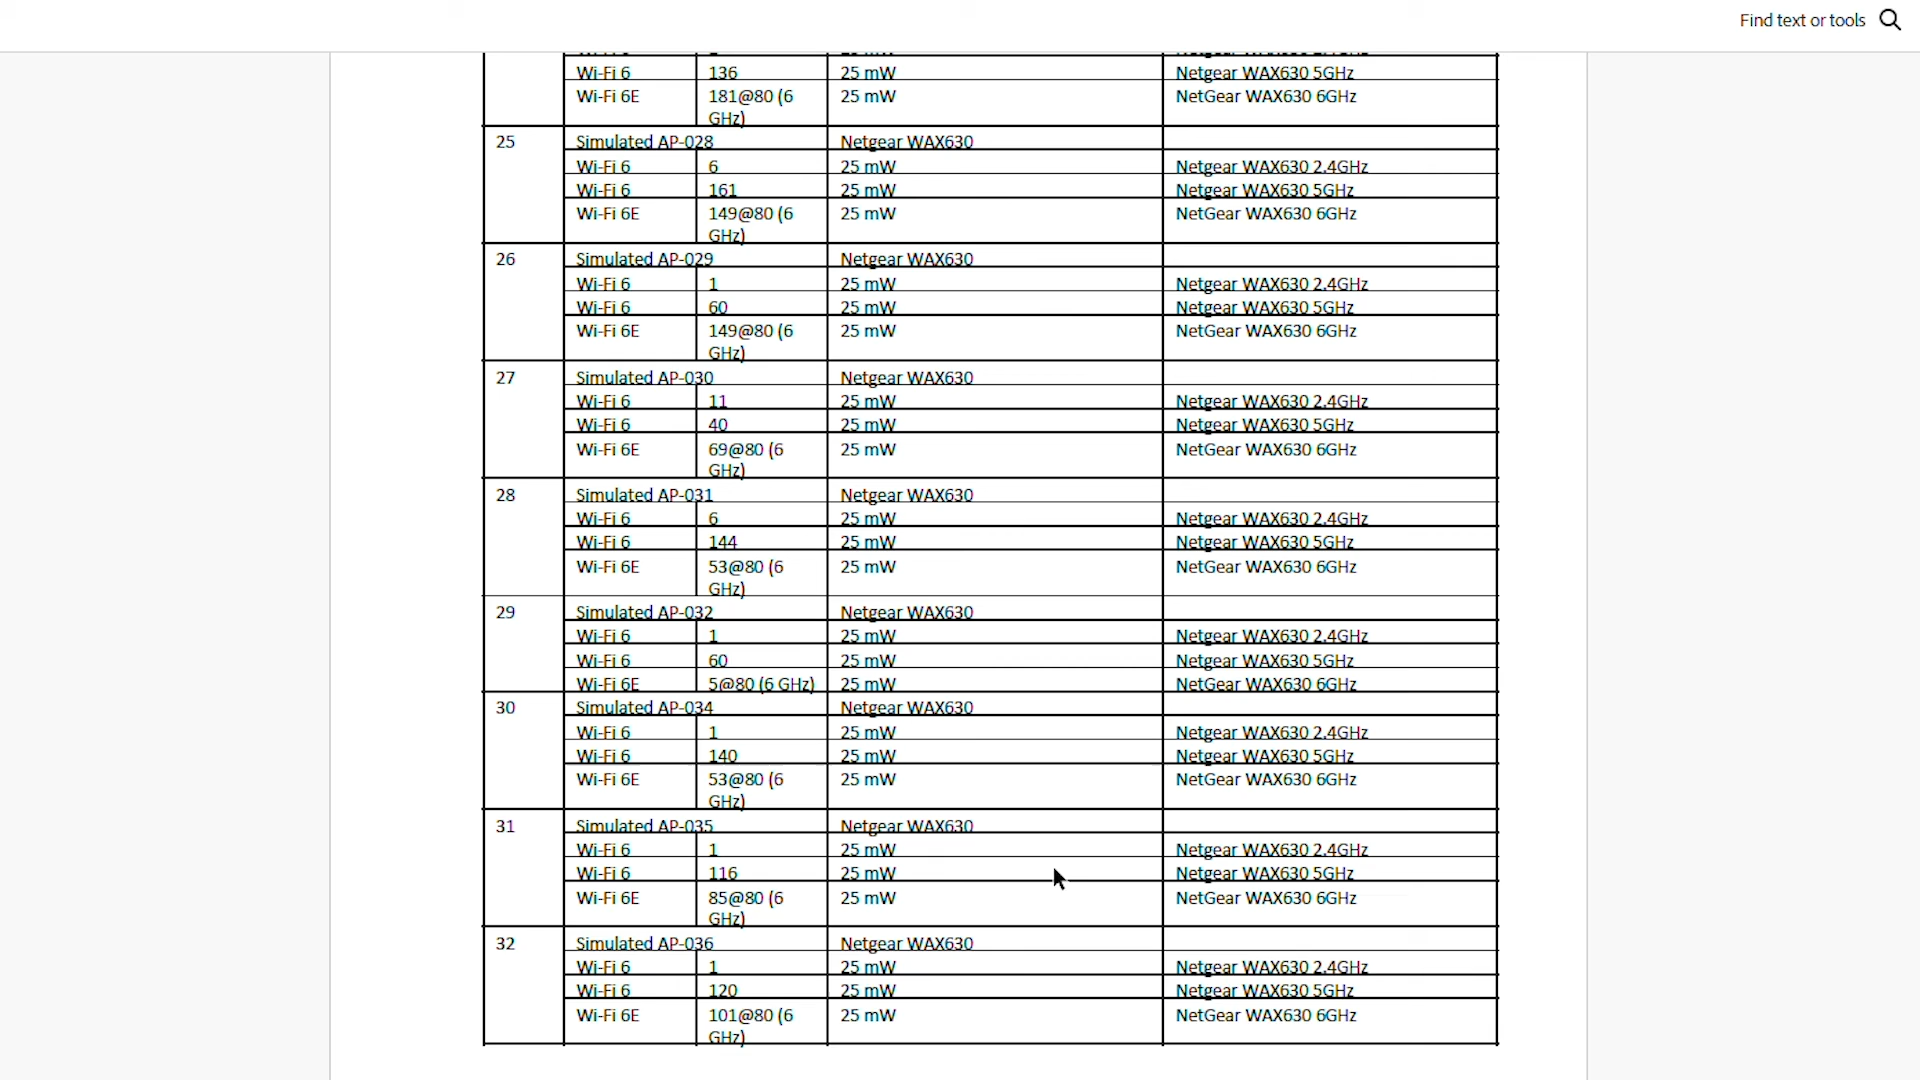 Find text or tools
Wi-Fi 6 136 25 mW Netgear WAX630 5GHz
Wi-Fi 6E 181@80 (6 25 mW NetGear WAX630 6GHz
GHz)
25 Simulated AP-028 Netgear WAX630
Wi-Fi 6 6 25 mW Netgear WAX630 2.4GHz
Wi-Fi 6 161 25 mW Netgear WAX630 5GHz
Wi-Fi 6E 149@80 (6 25 mW NetGear WAX630 6GHz
GHz)
26 Simulated AP-029 Netgear WAX630
Wi-Fi 6 1 25 mW Netgear WAX630 2.4GHz
Wi-Fi 6 60 25 mW Netgear WAX630 5GHz
Wi-Fi 6E 149@80 (6 25 mW NetGear WAX630 6GHz
GHz)
27 Simulated AP-030 Netgear WAX630
Wi-Fi 6 11 25 mW Netgear WAX630 2.4GHz
Wi-Fi 6 40 25 mW Netgear WAX630 5GHz
Wi-Fi 6E 69@80 (6 25 mW NetGear WAX630 6GHz
GHz)
28 Simulated AP-031 Netgear WAX630
Wi-Fi 6 6 25 mW Netgear WAX630 2.4GHz
Wi-Fi 6 144 25 mW Netgear WAX630 5GHz
Wi-Fi 6E 53@80 (6 25 mW NetGear WAX630 6GHz
GHz)
29 Simulated AP-032 Netgear WAX630
Wi-Fi 6 1 25 mW Netgear WAX630 2.4GHz
Wi-Fi 6 60 25 mW Netgear WAX630 5GHz
Wi-Fi 6E 5@80 (6 GHz) 25 mW NetGear WAX630 6GHz
30 Simulated AP-034 Netgear WAX630
Wi-Fi 6 1 25 mW Netgear WAX630 2.4GHz
Wi-Fi 6 140 25 mW Netgear WAX630 5GHz
Wi-Fi 6E 53@80 (6 25 mW NetGear WAX630 6GHz
GHz)
31 Simulated AP-035 Netgear WAX630
Wi-Fi 6 1 25 mW Netgear WAX630 2.4GHz
Wi-Fi 6 116 25 mW Netgear WAX630 5GHz
Wi-Fi 6E 85@80 (6 25 mW NetGear WAX630 6GHz
GHz)
32 Simulated AP-036 Netgear WAX630
Wi-Fi 6 1 25 mW Netgear WAX630 2.4GHz
Wi-Fi 6 120 25 mW Netgear WAX630 5GHz
Wi-Fi 6E 101@80 (6 25 mW NetGear WAX630 6GHz
GHz)